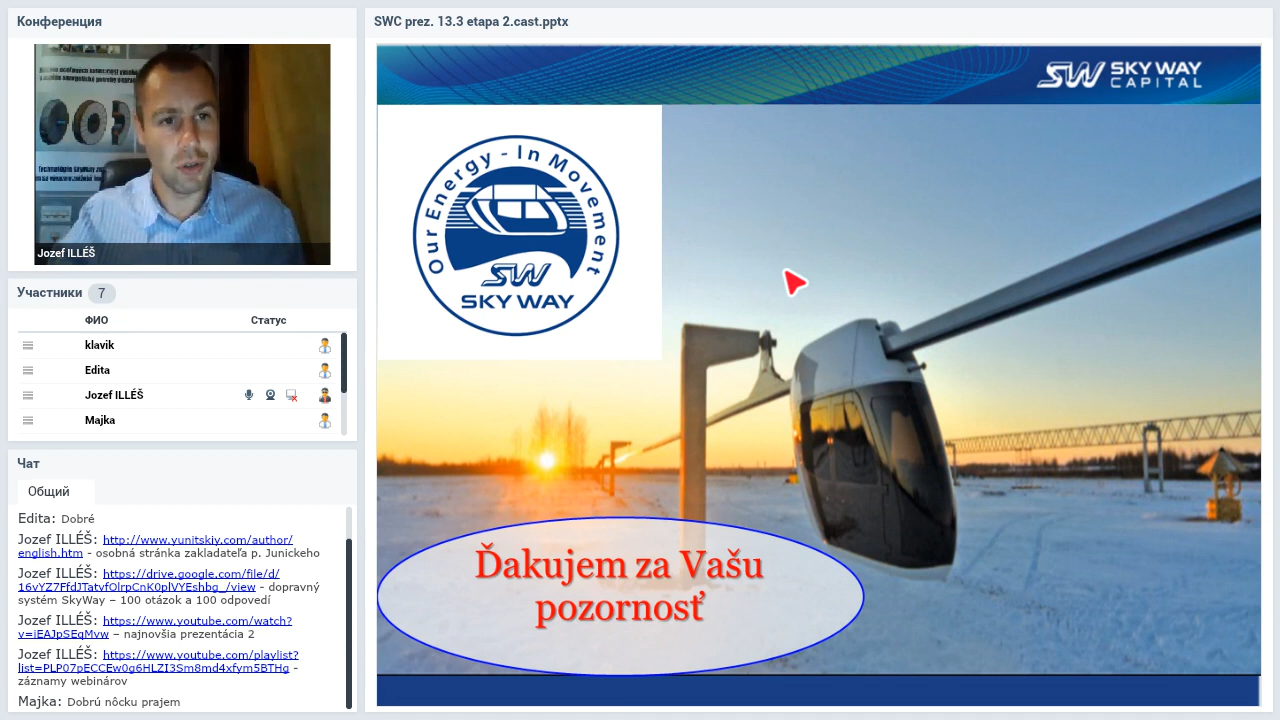 Конференция
Jozef ILLÉŠ
Участники 7
ФИО Статус
klavik
Edita
Jozef ILLÉŠ
Majka
Чат
Общий
Edita: Dobré
Jozef ILLÉŠ: http://www.yunitskiy.com/author/
english.htm - osobná stránka zakladateľa p. Junickeho
Jozef ILLÉŠ: https://drive.google.com/file/d/
16vYZ7FfdJTatvfOlrpCnK0plVYEshbg_/view - dopravný
systém SkyWay – 100 otázok a 100 odpovedí
Jozef ILLÉŠ: https://www.youtube.com/watch?
v=iEAJpSEqMvw – najnovšia prezentácia 2
Jozef ILLÉŠ: https://www.youtube.com/playlist?
list=PLP07pECCEw0g6HLZI3Sm8md4xfym5BTHg -
záznamy webinárov
Majka: Dobrú nôcku prajem
SWC prez. 13.3 etapa 2.cast.pptx
SW SKY WAY
CAPITAL
Our Energy - In Movement
SW
SKY WAY
Ďakujem za Vašu
pozornosť